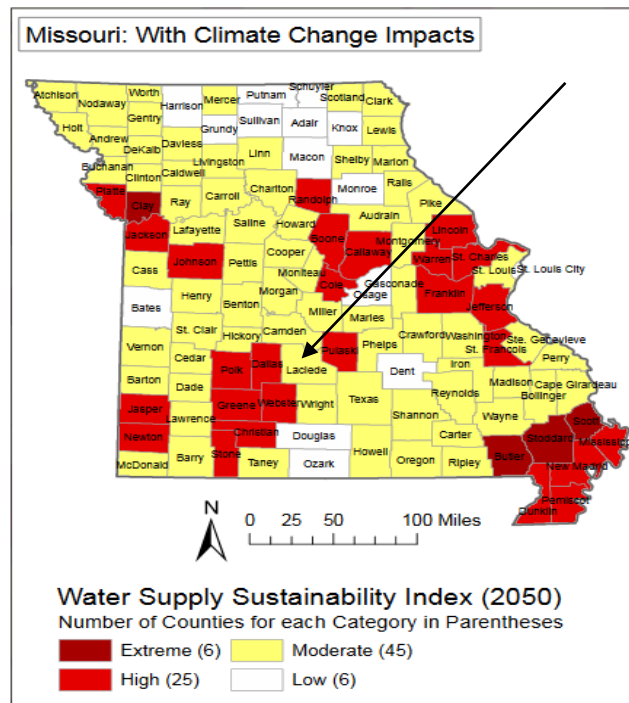 Missouri: With Climate Change Impacts
Schuyler
Putnam
Scotland
Atchison
Worth
Mercer
Clark
Nodaway
Harrison
Gentry
Sullivan
Adair
Knox
Lewis
Holt
Grundy
Andrew
DeKalb
Daviess
Linn
Macon
Shelby
Marion
Livingston
Buchanan
Clinton
Caldwell
Ralls
Platte
Clay
Ray
Carroll
Chariton
Randolph
Monroe
Pike
Audrain
Jackson
Lafayette
Saline
Howard
Boone
Callaway
Montgomery
Lincoln
Warren
St. Charles
Cass
Johnson
Pettis
Cooper
Moniteau
Cole
Osage
Gasconade
Franklin
St. Louis
St. Louis City
Jefferson
Bates
Henry
Benton
Morgan
Miller
Maries
St. Clair
Hickory
Camden
Crawford
Washington
Ste. Genevieve
Vernon
Cedar
Polk
Dallas
Laclede
Pulaski
Phelps
Dent
Iron
St. Francois
Perry
Barton
Dade
Madison
Cape Girardeau
Bollinger
Jasper
Greene
Webster
Wright
Texas
Reynolds
Lawrence
Shannon
Wayne
Scott
Newton
Christian
Douglas
Carter
Stoddard
Mississippi
Stone
Howell
Butler
New Madrid
McDonald
Barry
Taney
Ozark
Oregon
Ripley
Pemiscot
Dunklin
N
0 25 50 100 Miles
Water Supply Sustainability Index (2050)
Number of Counties for each Category in Parentheses
Extreme (6) Moderate (45)
High (25) Low (6)